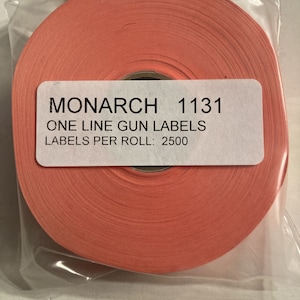 MONARCH 1131
ONE LINE GUN LABELS
LABELS PER ROLL: 2500